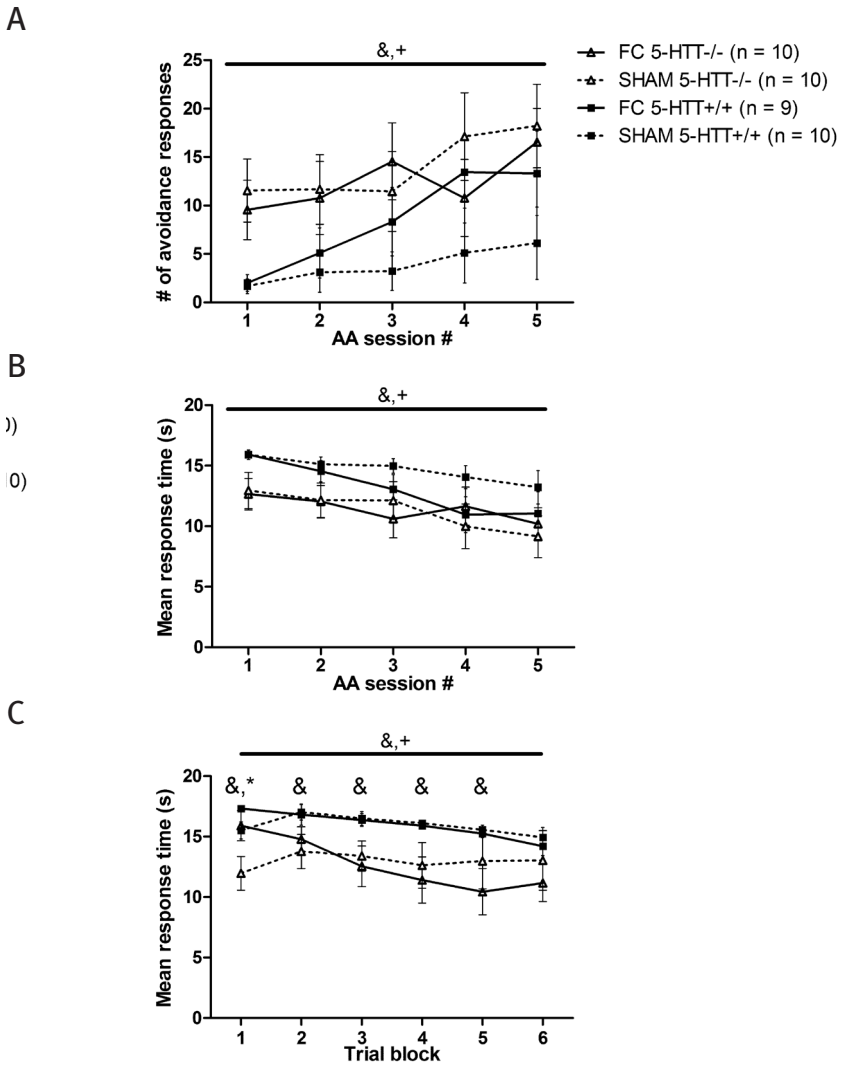 A
&,+
25
20
15
10
5
0
# of avoidance responses
1 2 3 4 5
AA session #
FC 5-HTT-/- (n = 10)
SHAM 5-HTT-/- (n = 10)
FC 5-HTT+/+ (n = 9)
SHAM 5-HTT+/+ (n = 10)
B
0)
10)
&,+
20
15
10
5
0
Mean response time (s)
1 2 3 4 5
AA session #
C
&,+
&,* & & & &
20
15
10
5
0
Mean response time (s)
1 2 3 4 5 6
Trial block